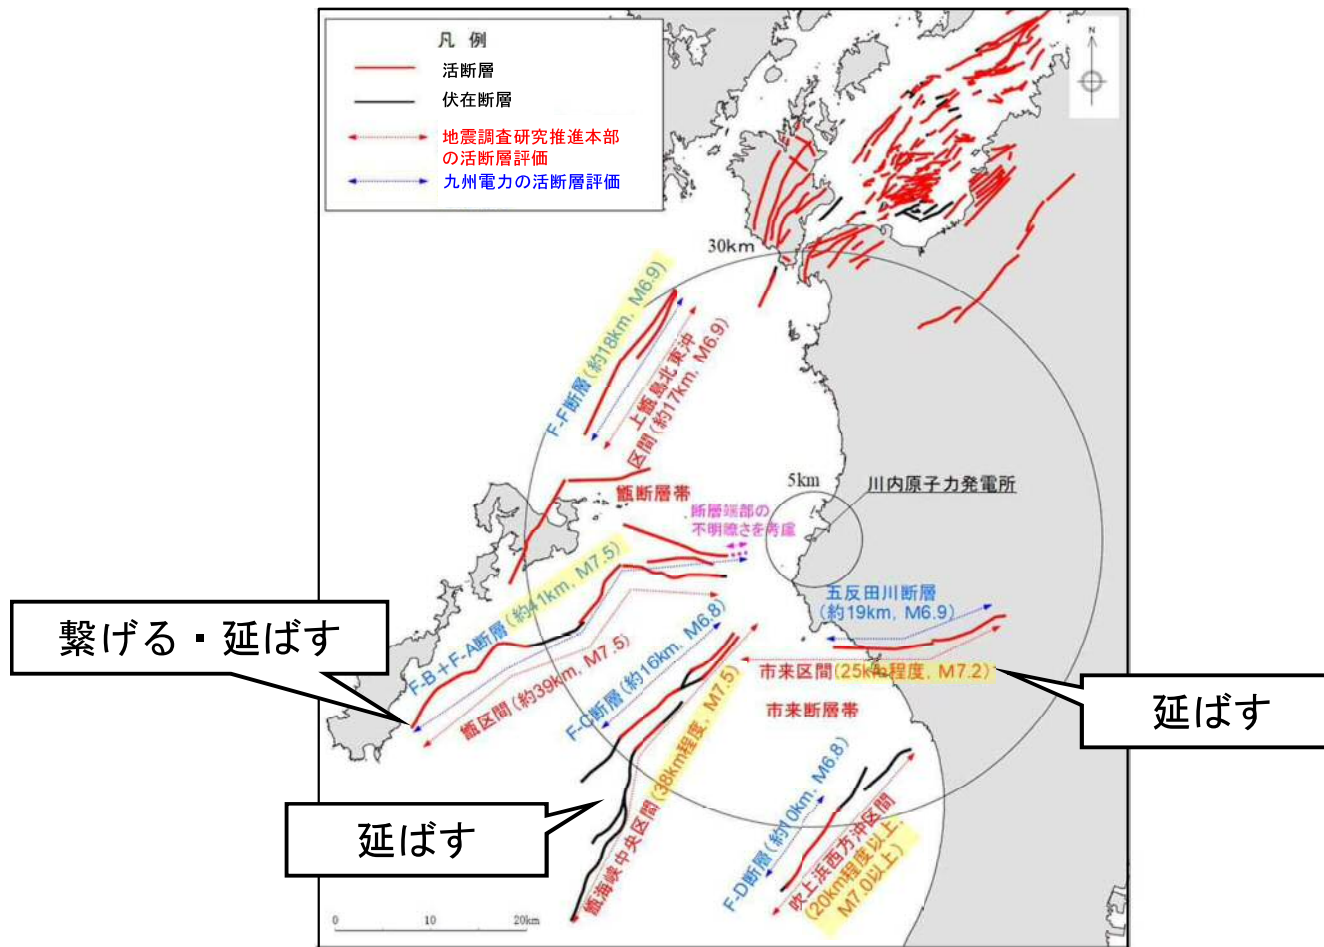 凡 例
活断層
伏在断層
地震調査研究推進本部
の活断層評価
九州電力の活断層評価
N
30km
F-F断層(約18km, M6.9)
上甑島北東沖
区間(約17km, M6.9)
甑断層帯
断層端部の
不明瞭さを考慮
5km
川内原子力発電所
五反田川断層
(約19km, M6.9)
F-B+F-A断層(約41km, M7.5)
甑区間(約39km, M7.5)
繋げる・延ばす
F-C断層(約16km, M6.8)
市来区間(25km程度, M7.2)
市来断層帯
延ばす
甑海峡中央区間(38km程度, M7.5)
延ばす
F-D断層(約10km, M6.8)
吹上浜西方沖区間
(20km程度以上,
M7.0以上)
0 10 20km